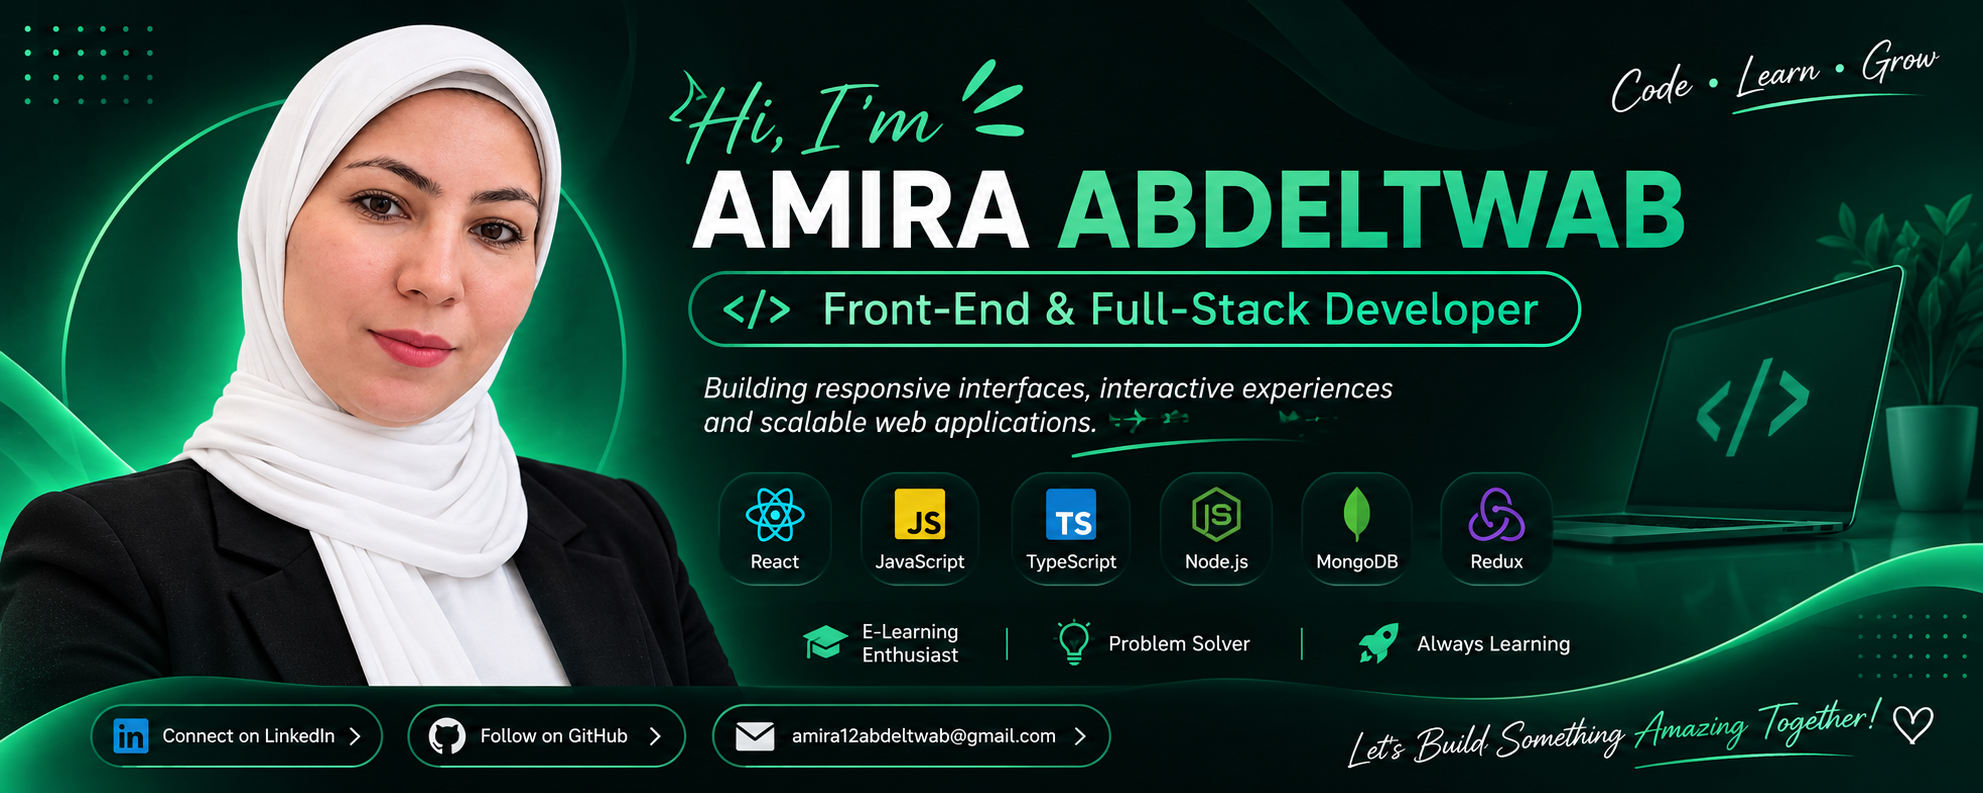 Code • Learn • Grow
Hi, I'm
AMIRA ABDELTWAB
</> Front-End & Full-Stack Developer
Building responsive interfaces, interactive experiences
and scalable web applications.
</>
JS
TS
JS
React
JavaScript
TypeScript
Node.js
MongoDB
Redux
E-Learning
Enthusiast
Problem Solver
Always Learning
in Connect on LinkedIn >
Follow on GitHub >
amira12abdeltwab@gmail.com >
Let's Build Something Amazing Together!